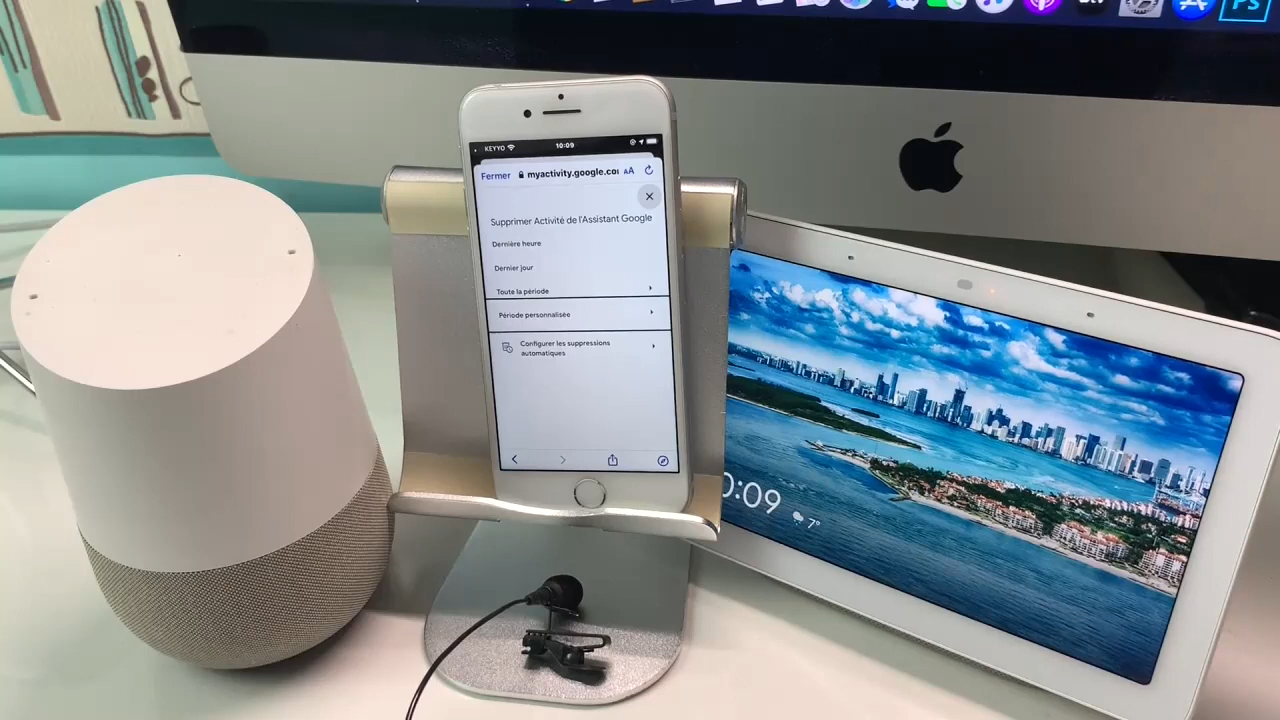 Ps
KEYYO 10:09
Fermer myactivity.google.co AA
Supprimer Activité de l'Assistant Google
Dernière heure
Dernier jour
Toute la période
Période personnalisée
Configurer les suppressions
automatiques
0:09 7°